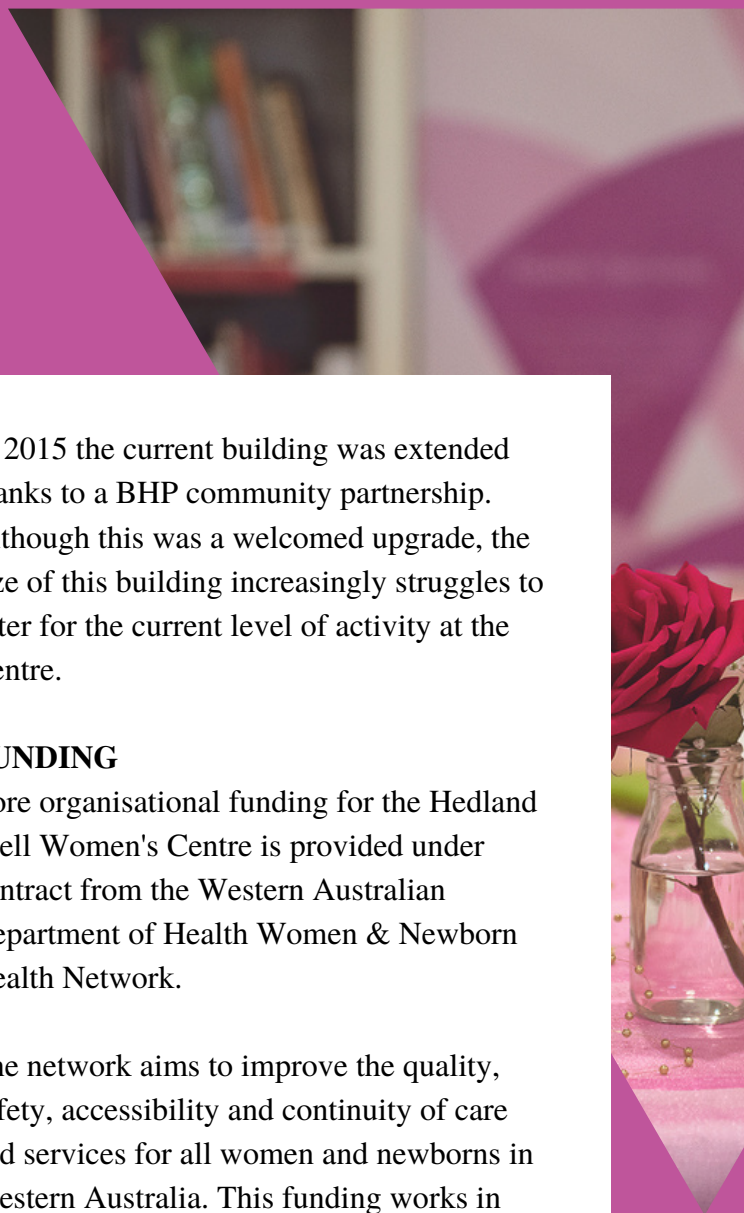 2015 the current building was extended
anks to a BHP community partnership.
though this was a welcomed upgrade, the
ze of this building increasingly struggles to
ter for the current level of activity at the
entre.
UNDING
ore organisational funding for the Hedland
ell Women's Centre is provided under
ntract from the Western Australian
epartment of Health Women & Newborn
ealth Network.
ne network aims to improve the quality,
fety, accessibility and continuity of care
d services for all women and newborns in
estern Australia. This funding works in